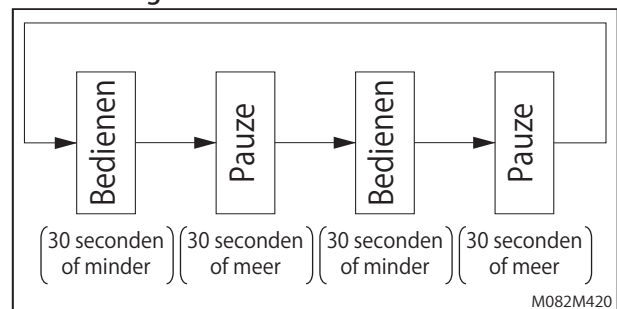 Bedienen
Pauze
Bedienen
Pauze
(30 seconden of minder)
(30 seconden of meer)
(30 seconden of minder)
(30 seconden of meer)
M082M420